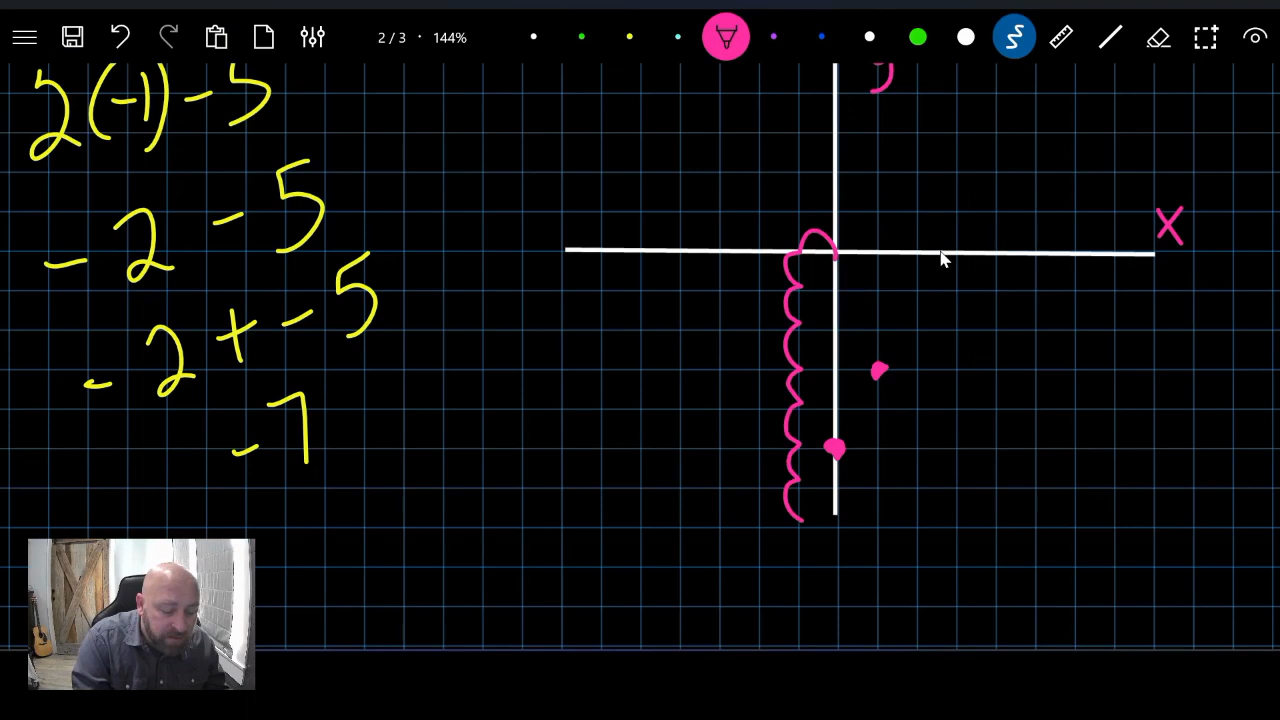 2 / 3 · 144%
2(-1) - 5
- 2 - 5
- 2 + - 5
- 7
y
x